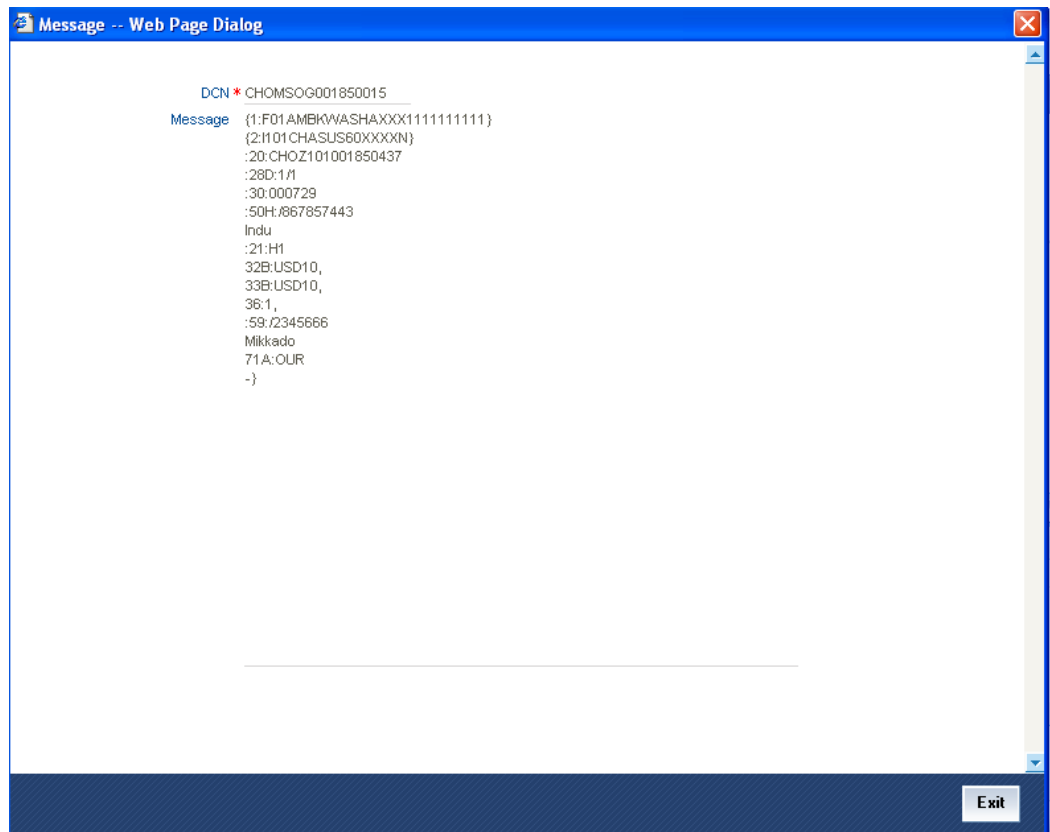 Message -- Web Page Dialog
DCN * CHOMSOG001850015
Message {1:F01AMBKWASHAXXX1111111111}
{2:I101CHASUS60XXXXN}
:20:CHOZ101001850437
:28D:1/1
:30:000729
:50H:/867857443
Indu
:21:H1
32B:USD10,
33B:USD10,
36:1,
:59:/2345666
Mikkado
71A:OUR
-}
Exit